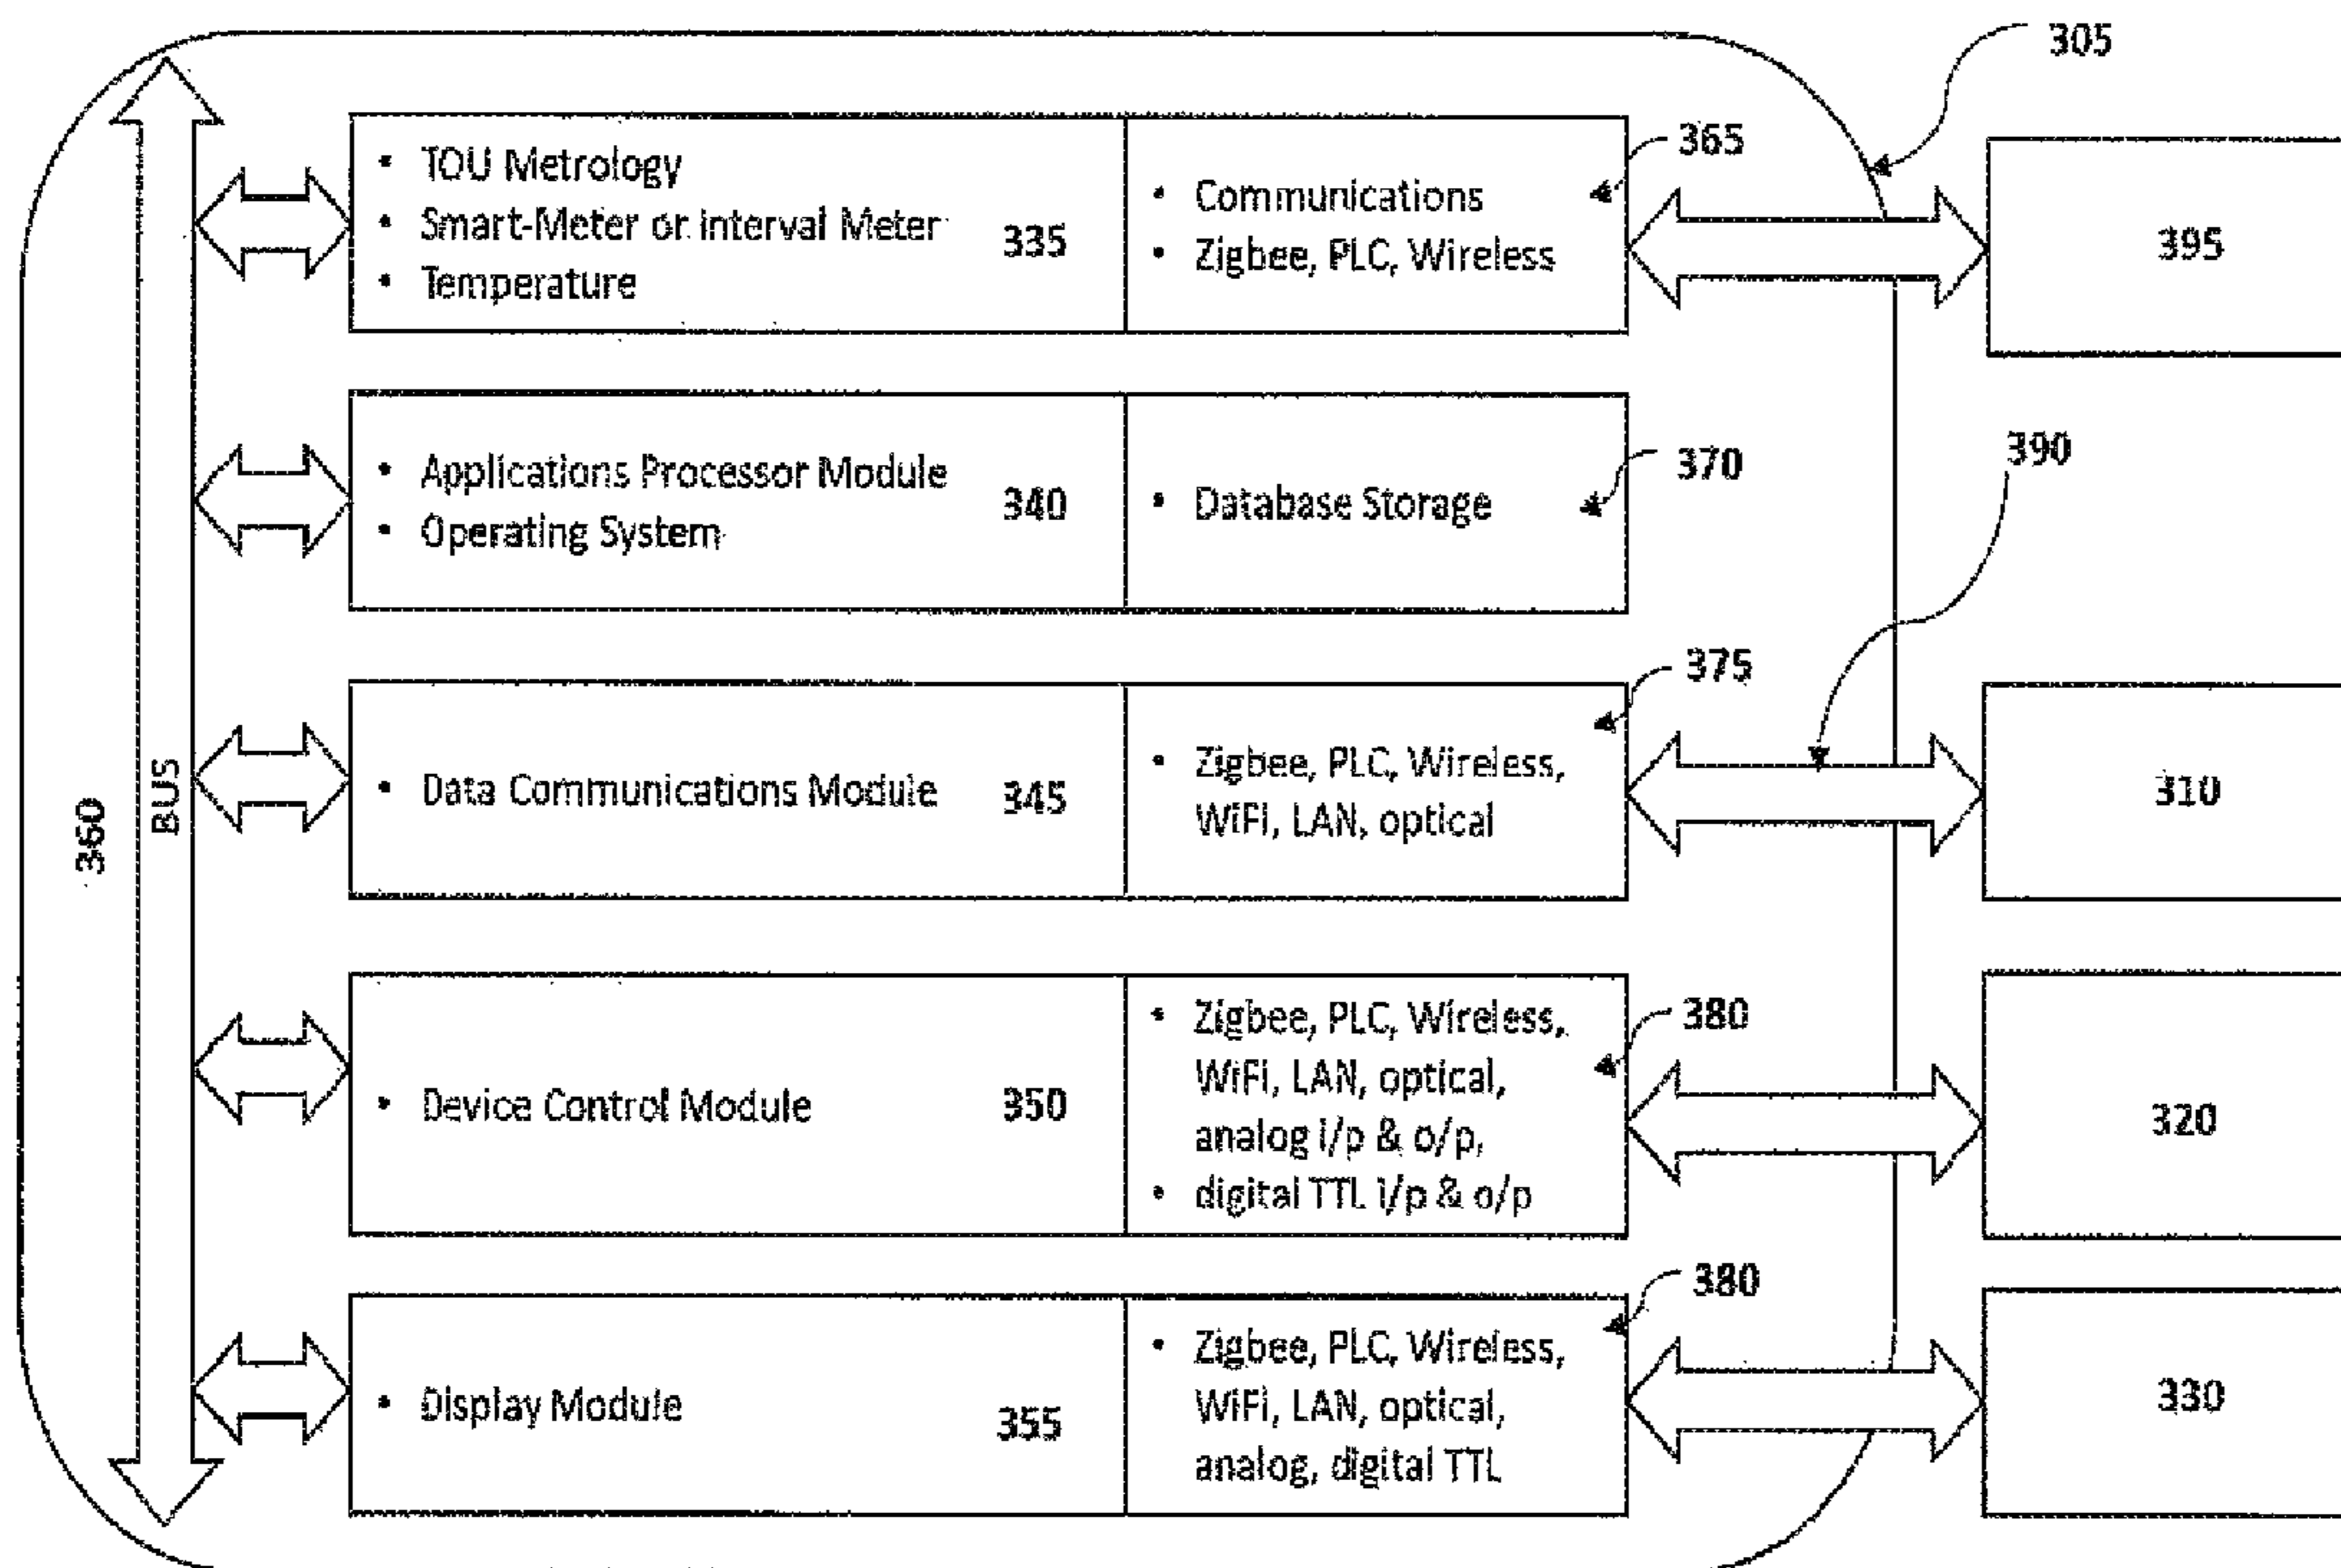 305
• TOU Metrology
• Smart-Meter or Interval Meter
• Temperature
335
• Communications
• Zigbee, PLC, Wireless
365
395
• Applications Processor Module
• Operating System
340
• Database Storage
370
390
360
BUS
• Data Communications Module
345
• Zigbee, PLC, Wireless,
WiFi, LAN, optical
375
310
• Device Control Module
350
• Zigbee, PLC, Wireless,
WiFi, LAN, optical,
analog i/p & o/p,
• digital TTL i/p & o/p
380
320
• Display Module
355
• Zigbee, PLC, Wireless,
WiFi, LAN, optical,
analog, digital TTL
380
330